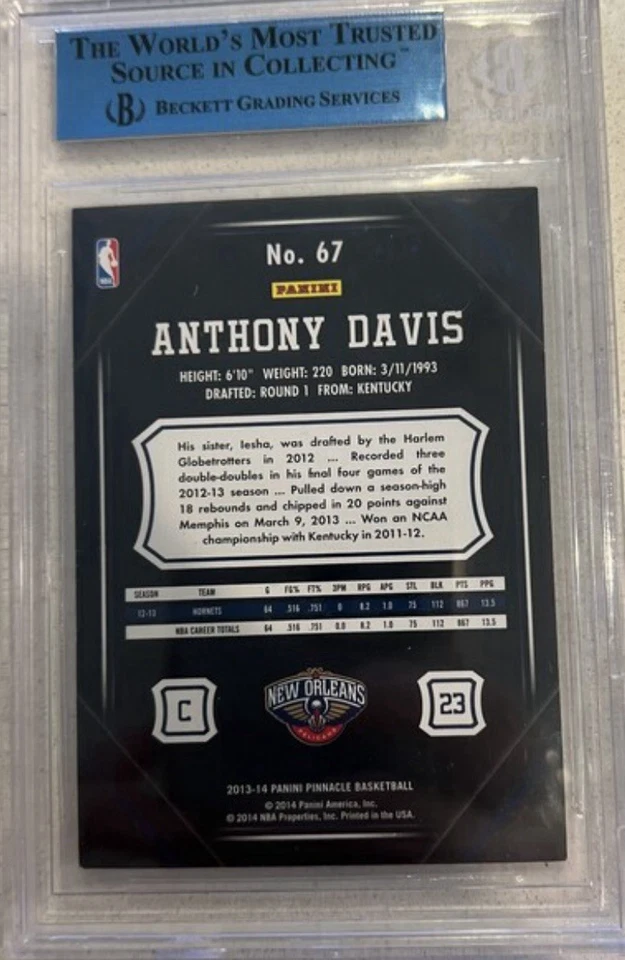 THE WORLD'S MOST TRUSTED
SOURCE IN COLLECTING™
B BECKETT GRADING SERVICES
NBA
No. 67
PANINI
ANTHONY DAVIS
HEIGHT: 6'10" WEIGHT: 220 BORN: 3/11/1993
DRAFTED: ROUND 1 FROM: KENTUCKY
His sister, Iesha, was drafted by the Harlem
Globetrotters in 2012 ... Recorded three
double-doubles in his final four games of the
2012-13 season ... Pulled down a season-high
18 rebounds and chipped in 20 points against
Memphis on March 9, 2013 ... Won an NCAA
championship with Kentucky in 2011-12.
SEASON TEAM G FG% FT% 3PM RPG APG STL BLK PTS PPG
12-13 HORNETS 64 .516 .751 0 8.2 1.0 75 112 867 13.5
NBA CAREER TOTALS 64 .516 .751 0.0 8.2 1.0 75 112 867 13.5
C
NEW ORLEANS
PELICANS
23
2013-14 PANINI PINNACLE BASKETBALL
© 2014 Panini America, Inc.
© 2014 NBA Properties, Inc. Printed in the USA.